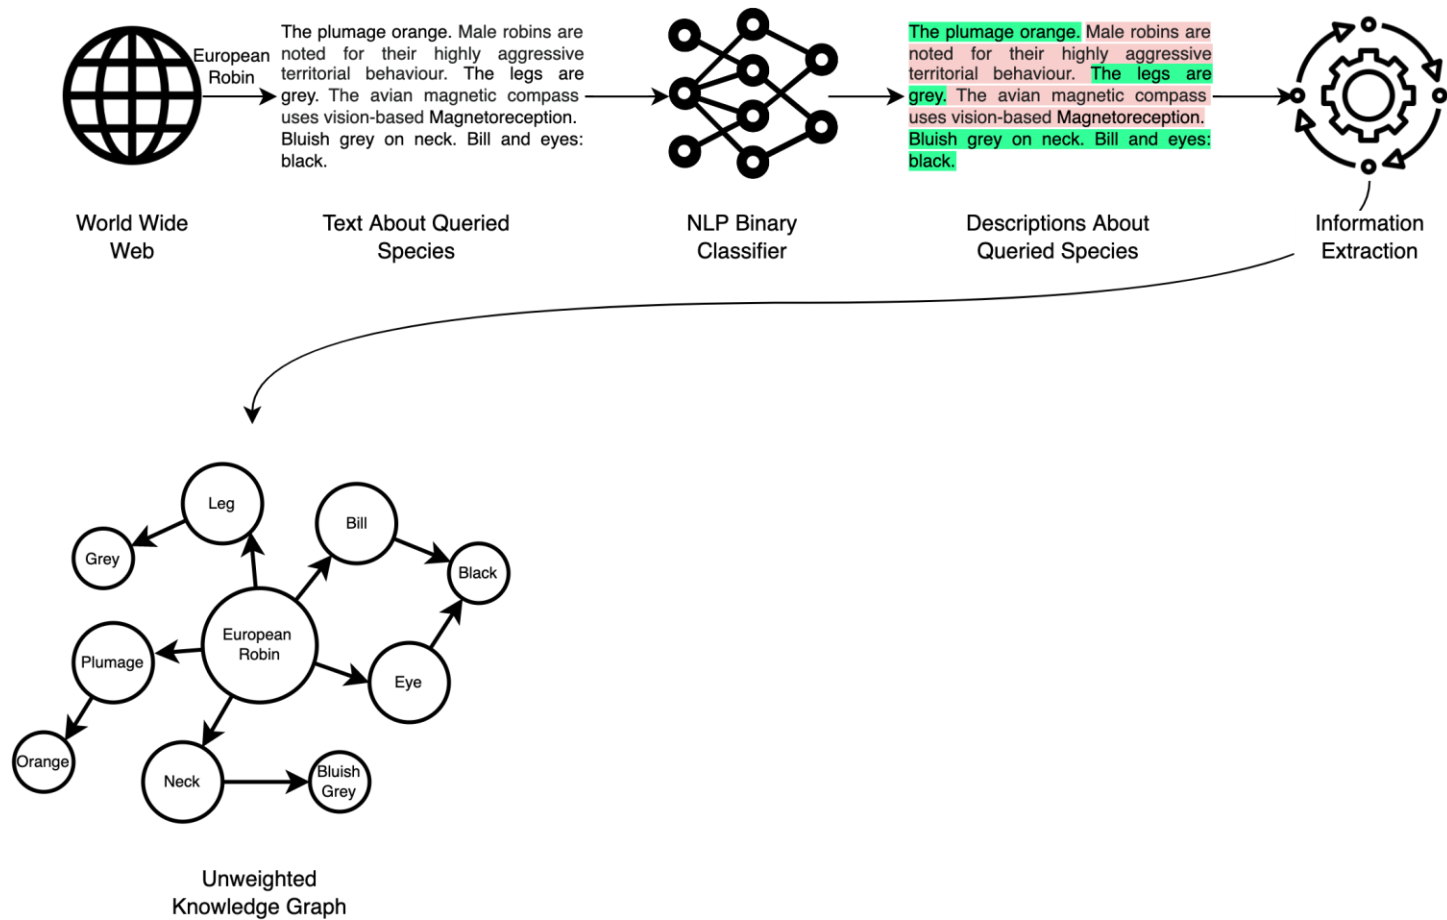 European
Robin
The plumage orange. Male robins are
noted for their highly aggressive
territorial behaviour. The legs are
grey. The avian magnetic compass
uses vision-based Magnetoreception.
Bluish grey on neck. Bill and eyes:
black.
The plumage orange. Male robins are
noted for their highly aggressive
territorial behaviour. The legs are
grey. The avian magnetic compass
uses vision-based Magnetoreception.
Bluish grey on neck. Bill and eyes:
black.
World Wide
Web
Text About Queried
Species
NLP Binary
Classifier
Descriptions About
Queried Species
Information
Extraction
Leg
Bill
Grey
Black
European
Robin
Plumage
Eye
Orange
Neck
Bluish
Grey
Unweighted
Knowledge Graph